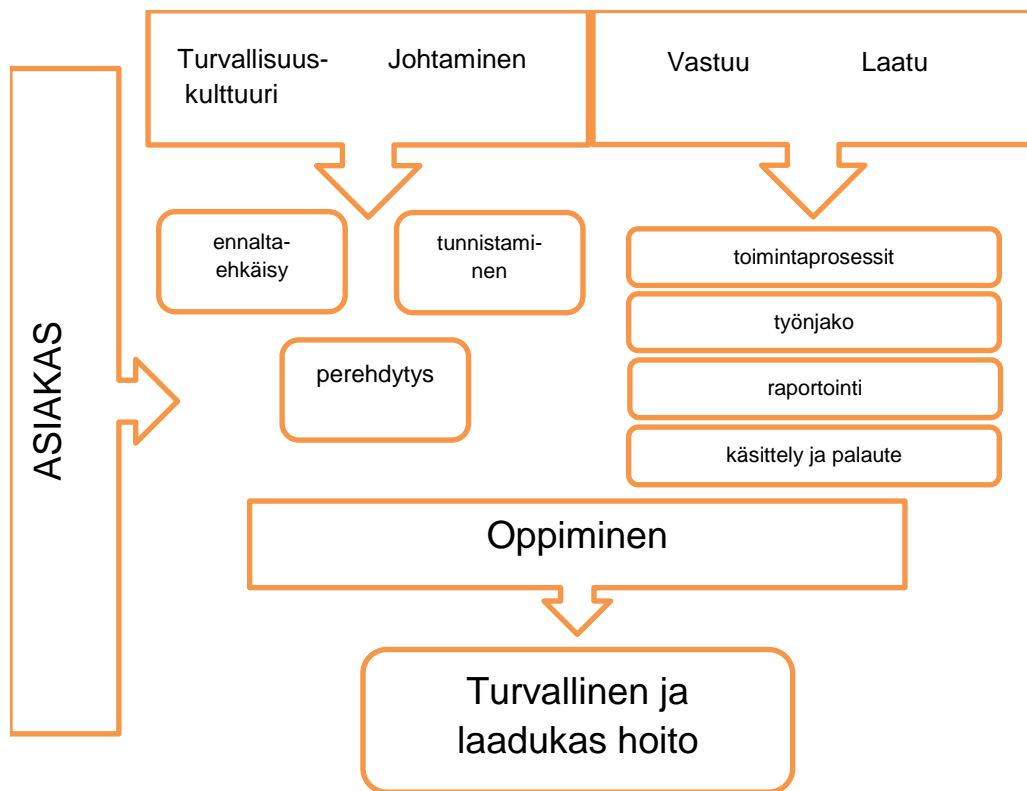 Turvallisuus-
kulttuuri
Johtaminen
Vastuu
Laatu
ennalta-
ehkäisy
tunnistami-
nen
perehdytys
toimintaprosessit
työnjako
raportointi
käsittely ja palaute
ASIAKAS
Oppiminen
Turvallinen ja
laadukas hoito